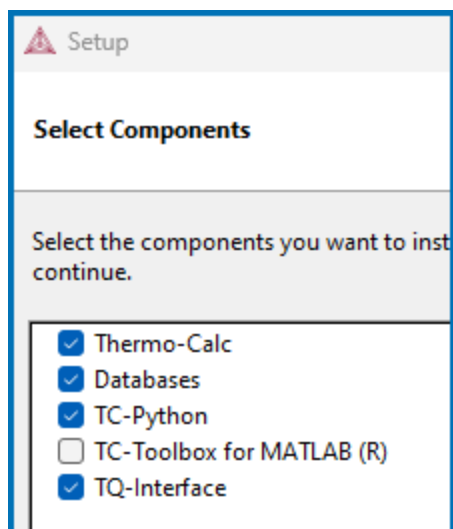 Setup
Select Components
Select the components you want to inst
continue.
Thermo-Calc
Databases
TC-Python
TC-Toolbox for MATLAB (R)
TQ-Interface